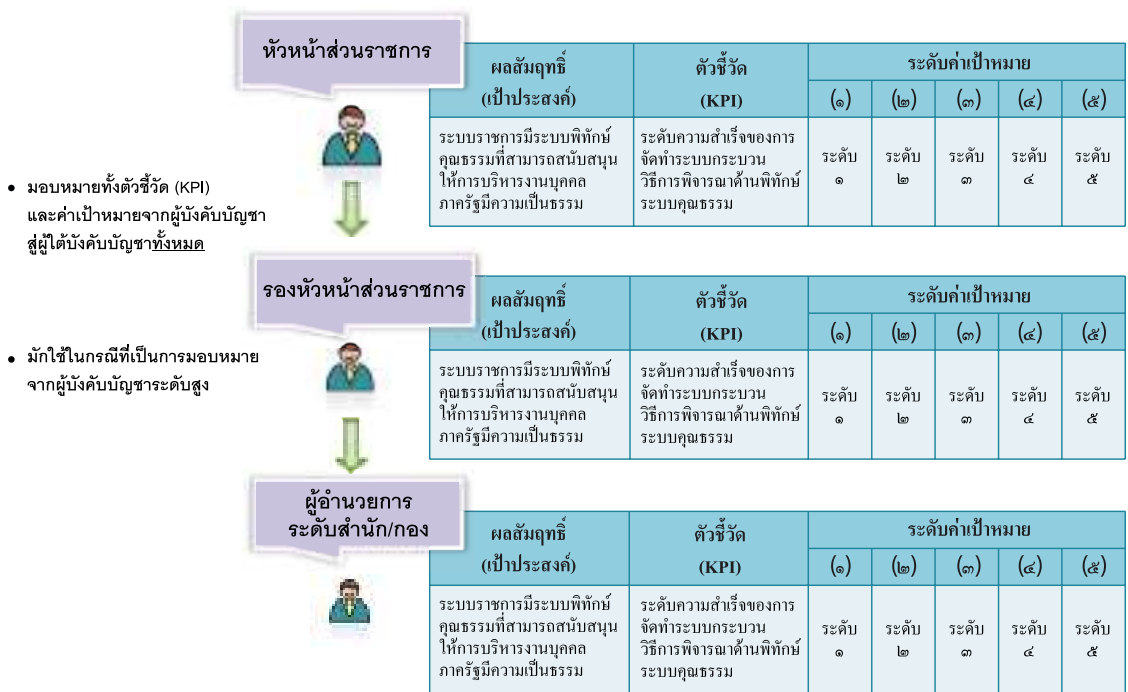 หัวหน้าส่วนราชการ
ผลสัมฤทธิ์
(เป้าประสงค์)
ตัวชี้วัด
(KPI)
ระดับค่าเป้าหมาย
(๑) (๒) (๓) (๔) (๕)
ระบบราชการมีระบบพิทักษ์
คุณธรรมที่สามารถสนับสนุน
ให้การบริหารงานบุคคล
ภาครัฐมีความเป็นธรรม
ระดับความสำเร็จของการ
จัดทำระบบกระบวน
วิธีการพิจารณาด้านพิทักษ์
ระบบคุณธรรม
ระดับ ระดับ ระดับ ระดับ ระดับ
๑ ๒ ๓ ๔ ๕
• มอบหมายทั้งตัวชี้วัด (KPI)
และค่าเป้าหมายจากผู้บังคับบัญชา
สู่ผู้ใต้บังคับบัญชาทั้งหมด
รองหัวหน้าส่วนราชการ
ผลสัมฤทธิ์
(เป้าประสงค์)
ตัวชี้วัด
(KPI)
ระดับค่าเป้าหมาย
(๑) (๒) (๓) (๔) (๕)
ระบบราชการมีระบบพิทักษ์
คุณธรรมที่สามารถสนับสนุน
ให้การบริหารงานบุคคล
ภาครัฐมีความเป็นธรรม
ระดับความสำเร็จของการ
จัดทำระบบกระบวน
วิธีการพิจารณาด้านพิทักษ์
ระบบคุณธรรม
ระดับ ระดับ ระดับ ระดับ ระดับ
๑ ๒ ๓ ๔ ๕
• มักใช้ในกรณีที่เป็นการมอบหมาย
จากผู้บังคับบัญชาระดับสูง
ผู้อำนวยการ
ระดับสำนัก/กอง
ผลสัมฤทธิ์
(เป้าประสงค์)
ตัวชี้วัด
(KPI)
ระดับค่าเป้าหมาย
(๑) (๒) (๓) (๔) (๕)
ระบบราชการมีระบบพิทักษ์
คุณธรรมที่สามารถสนับสนุน
ให้การบริหารงานบุคคล
ภาครัฐมีความเป็นธรรม
ระดับความสำเร็จของการ
จัดทำระบบกระบวน
วิธีการพิจารณาด้านพิทักษ์
ระบบคุณธรรม
ระดับ ระดับ ระดับ ระดับ ระดับ
๑ ๒ ๓ ๔ ๕